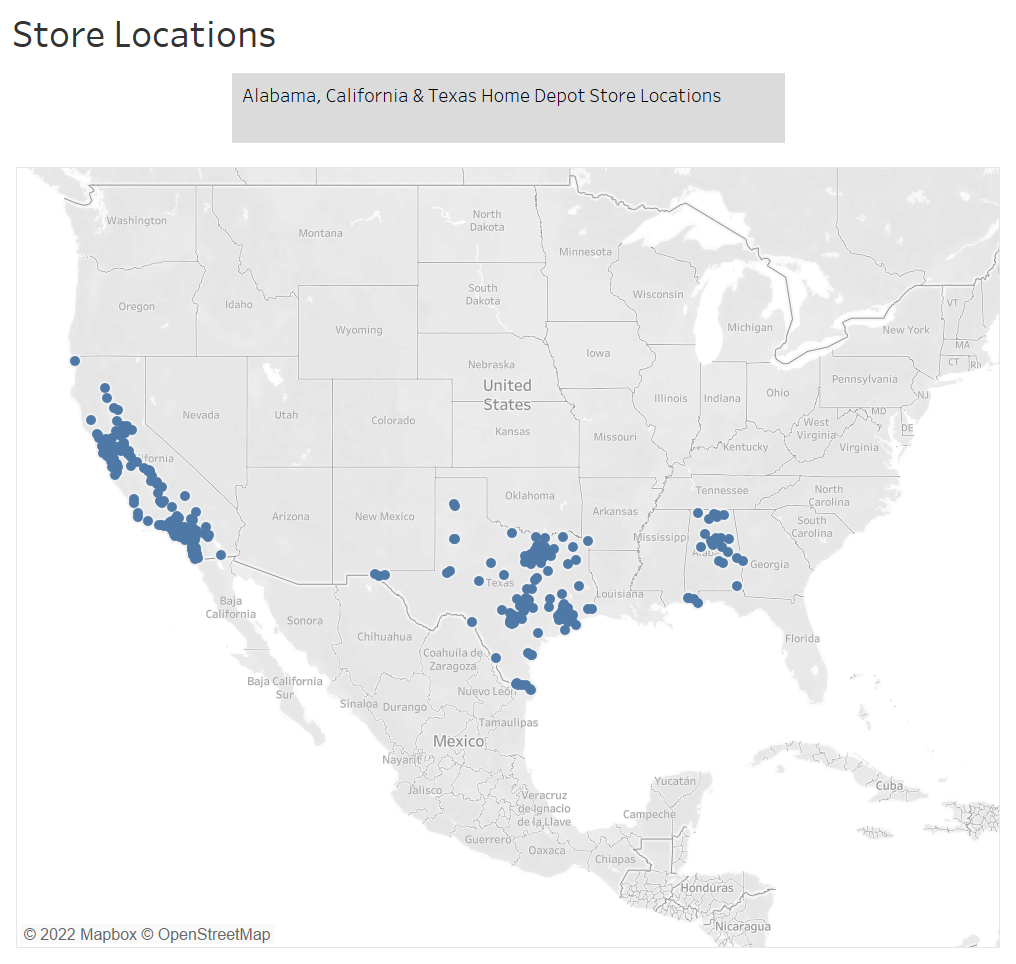 Store Locations
Alabama, California & Texas Home Depot Store Locations
Washington
Montana
North
Dakota
Minnesota
Oregon
Idaho
South
Dakota
Wisconsin
Michigan
VT
Wyoming
New York
MA
Nebraska
Iowa
CT
Rh
United
States
Pennsylvania
Nevada
Utah
Colorado
Illinois
Indiana
Ohio
NJ
MD
DE
Kansas
Missouri
West
Virginia
Kentucky
Virginia
ifornia
Arizona
New Mexico
Oklahoma
Arkansas
Tennessee
North
Carolina
South
Carolina
Mississippi
Alab
Georgia
Texas
Louisiana
Baja
California
Sonora
Chihuahua
Florida
Coahuila de
Zaragoza
Baja California
Sur
Nuevo León
Sinaloa
Durango
Tamaulipas
Mexico
Nayarit
Jalisco
Yucatán
Cuba
Veracruz
de Ignacio
de la Llave
Campeche
Guerrero
Oaxaca
Chiapas
Honduras
Nicaragua
© 2022 Mapbox © OpenStreetMap